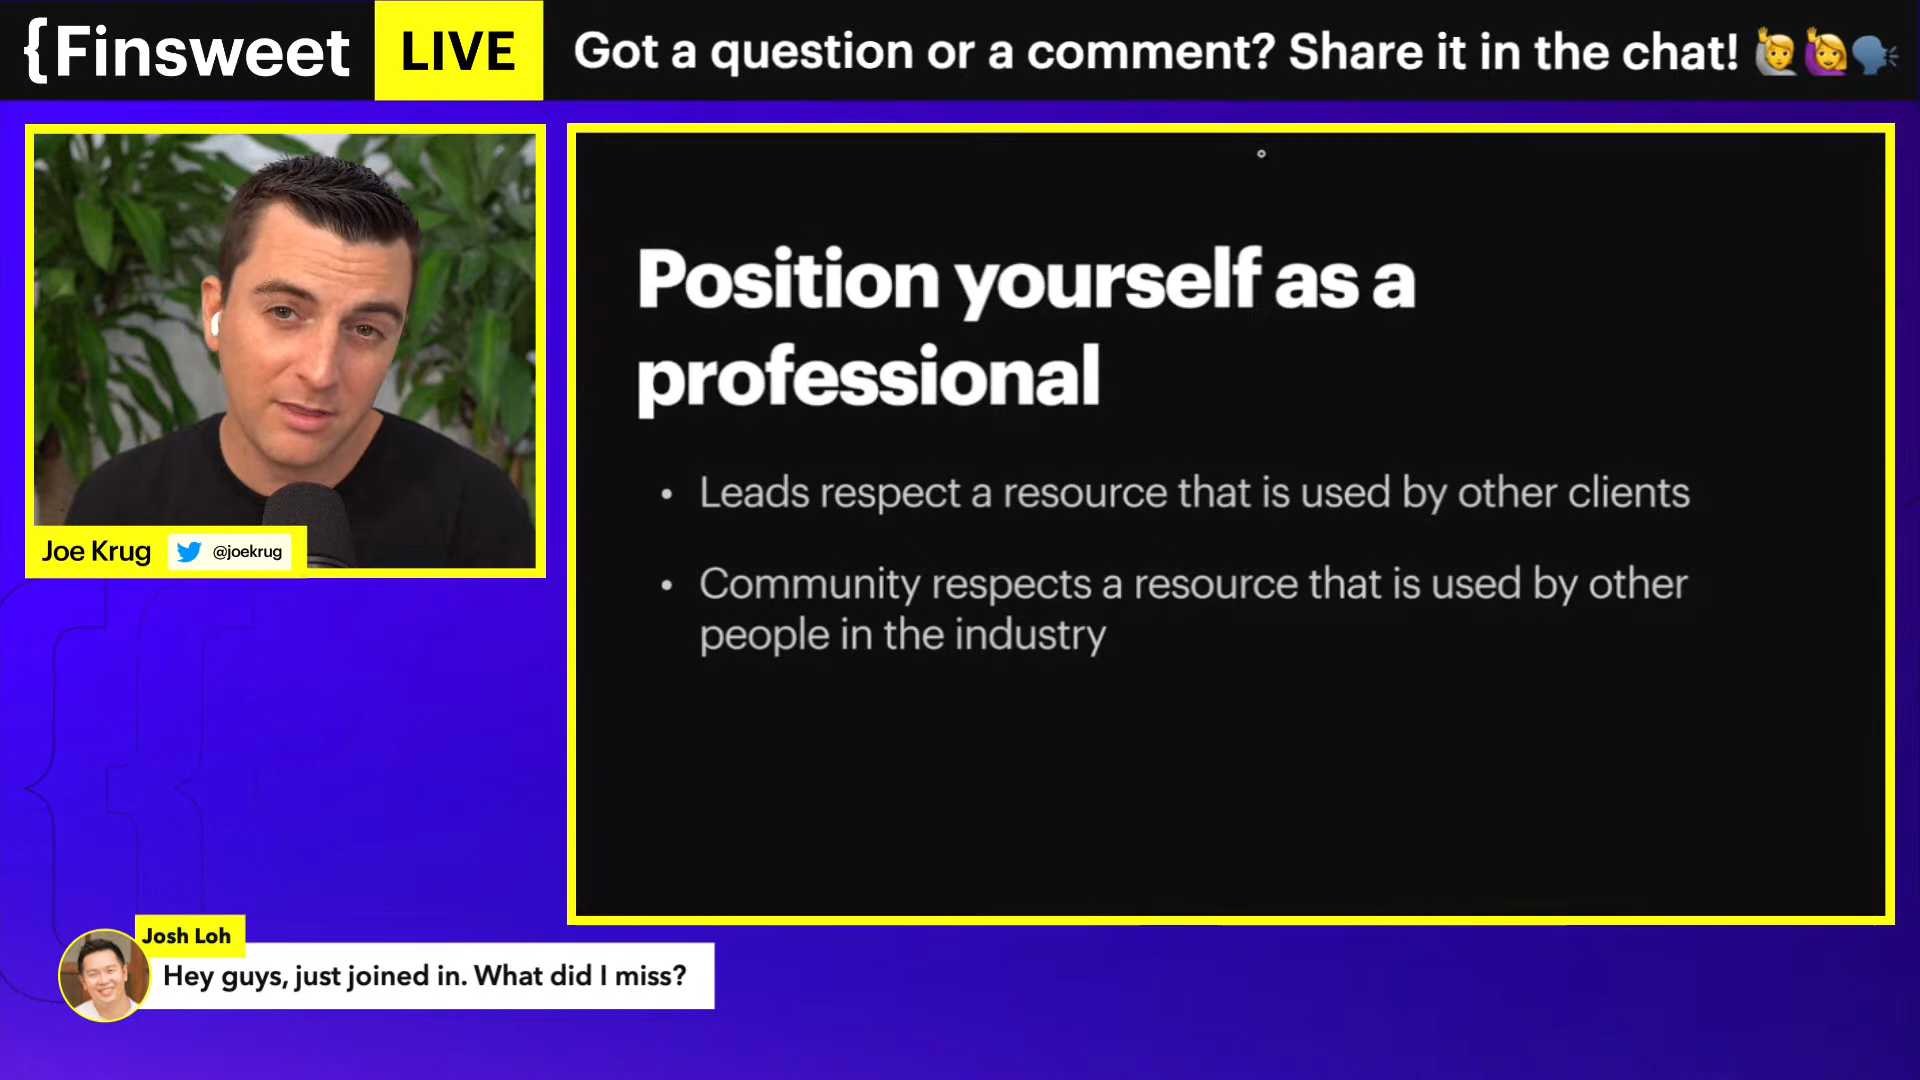 {Finsweet
LIVE
Got a question or a comment? Share it in the chat! 🙋‍♂️🙋‍♀️🗣️
Joe Krug
@joekrug
Position yourself as a
professional
• Leads respect a resource that is used by other clients
• Community respects a resource that is used by other
people in the industry
Josh Loh
Hey guys, just joined in. What did I miss?